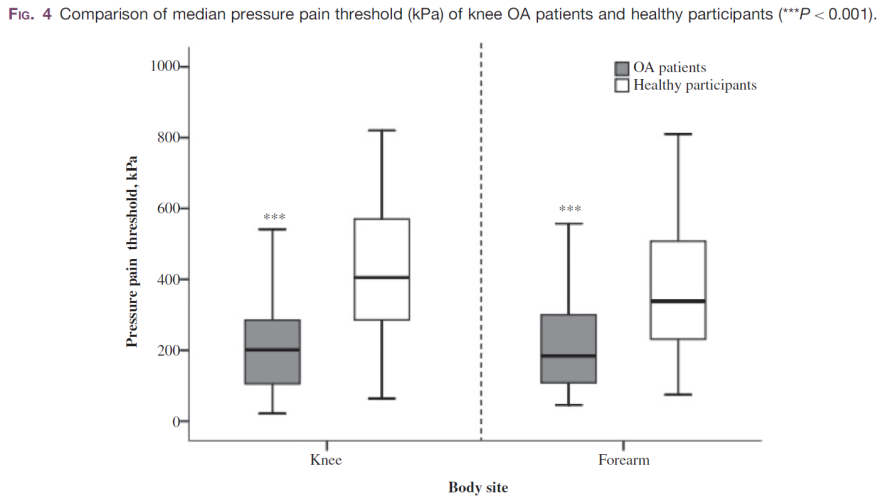 FIG. 4 Comparison of median pressure pain threshold (kPa) of knee OA patients and healthy participants (***P < 0.001).
1000
OA patients
Healthy participants
800
600
***
***
400
200
0
Pressure pain threshold, kPa
Knee
Forearm
Body site